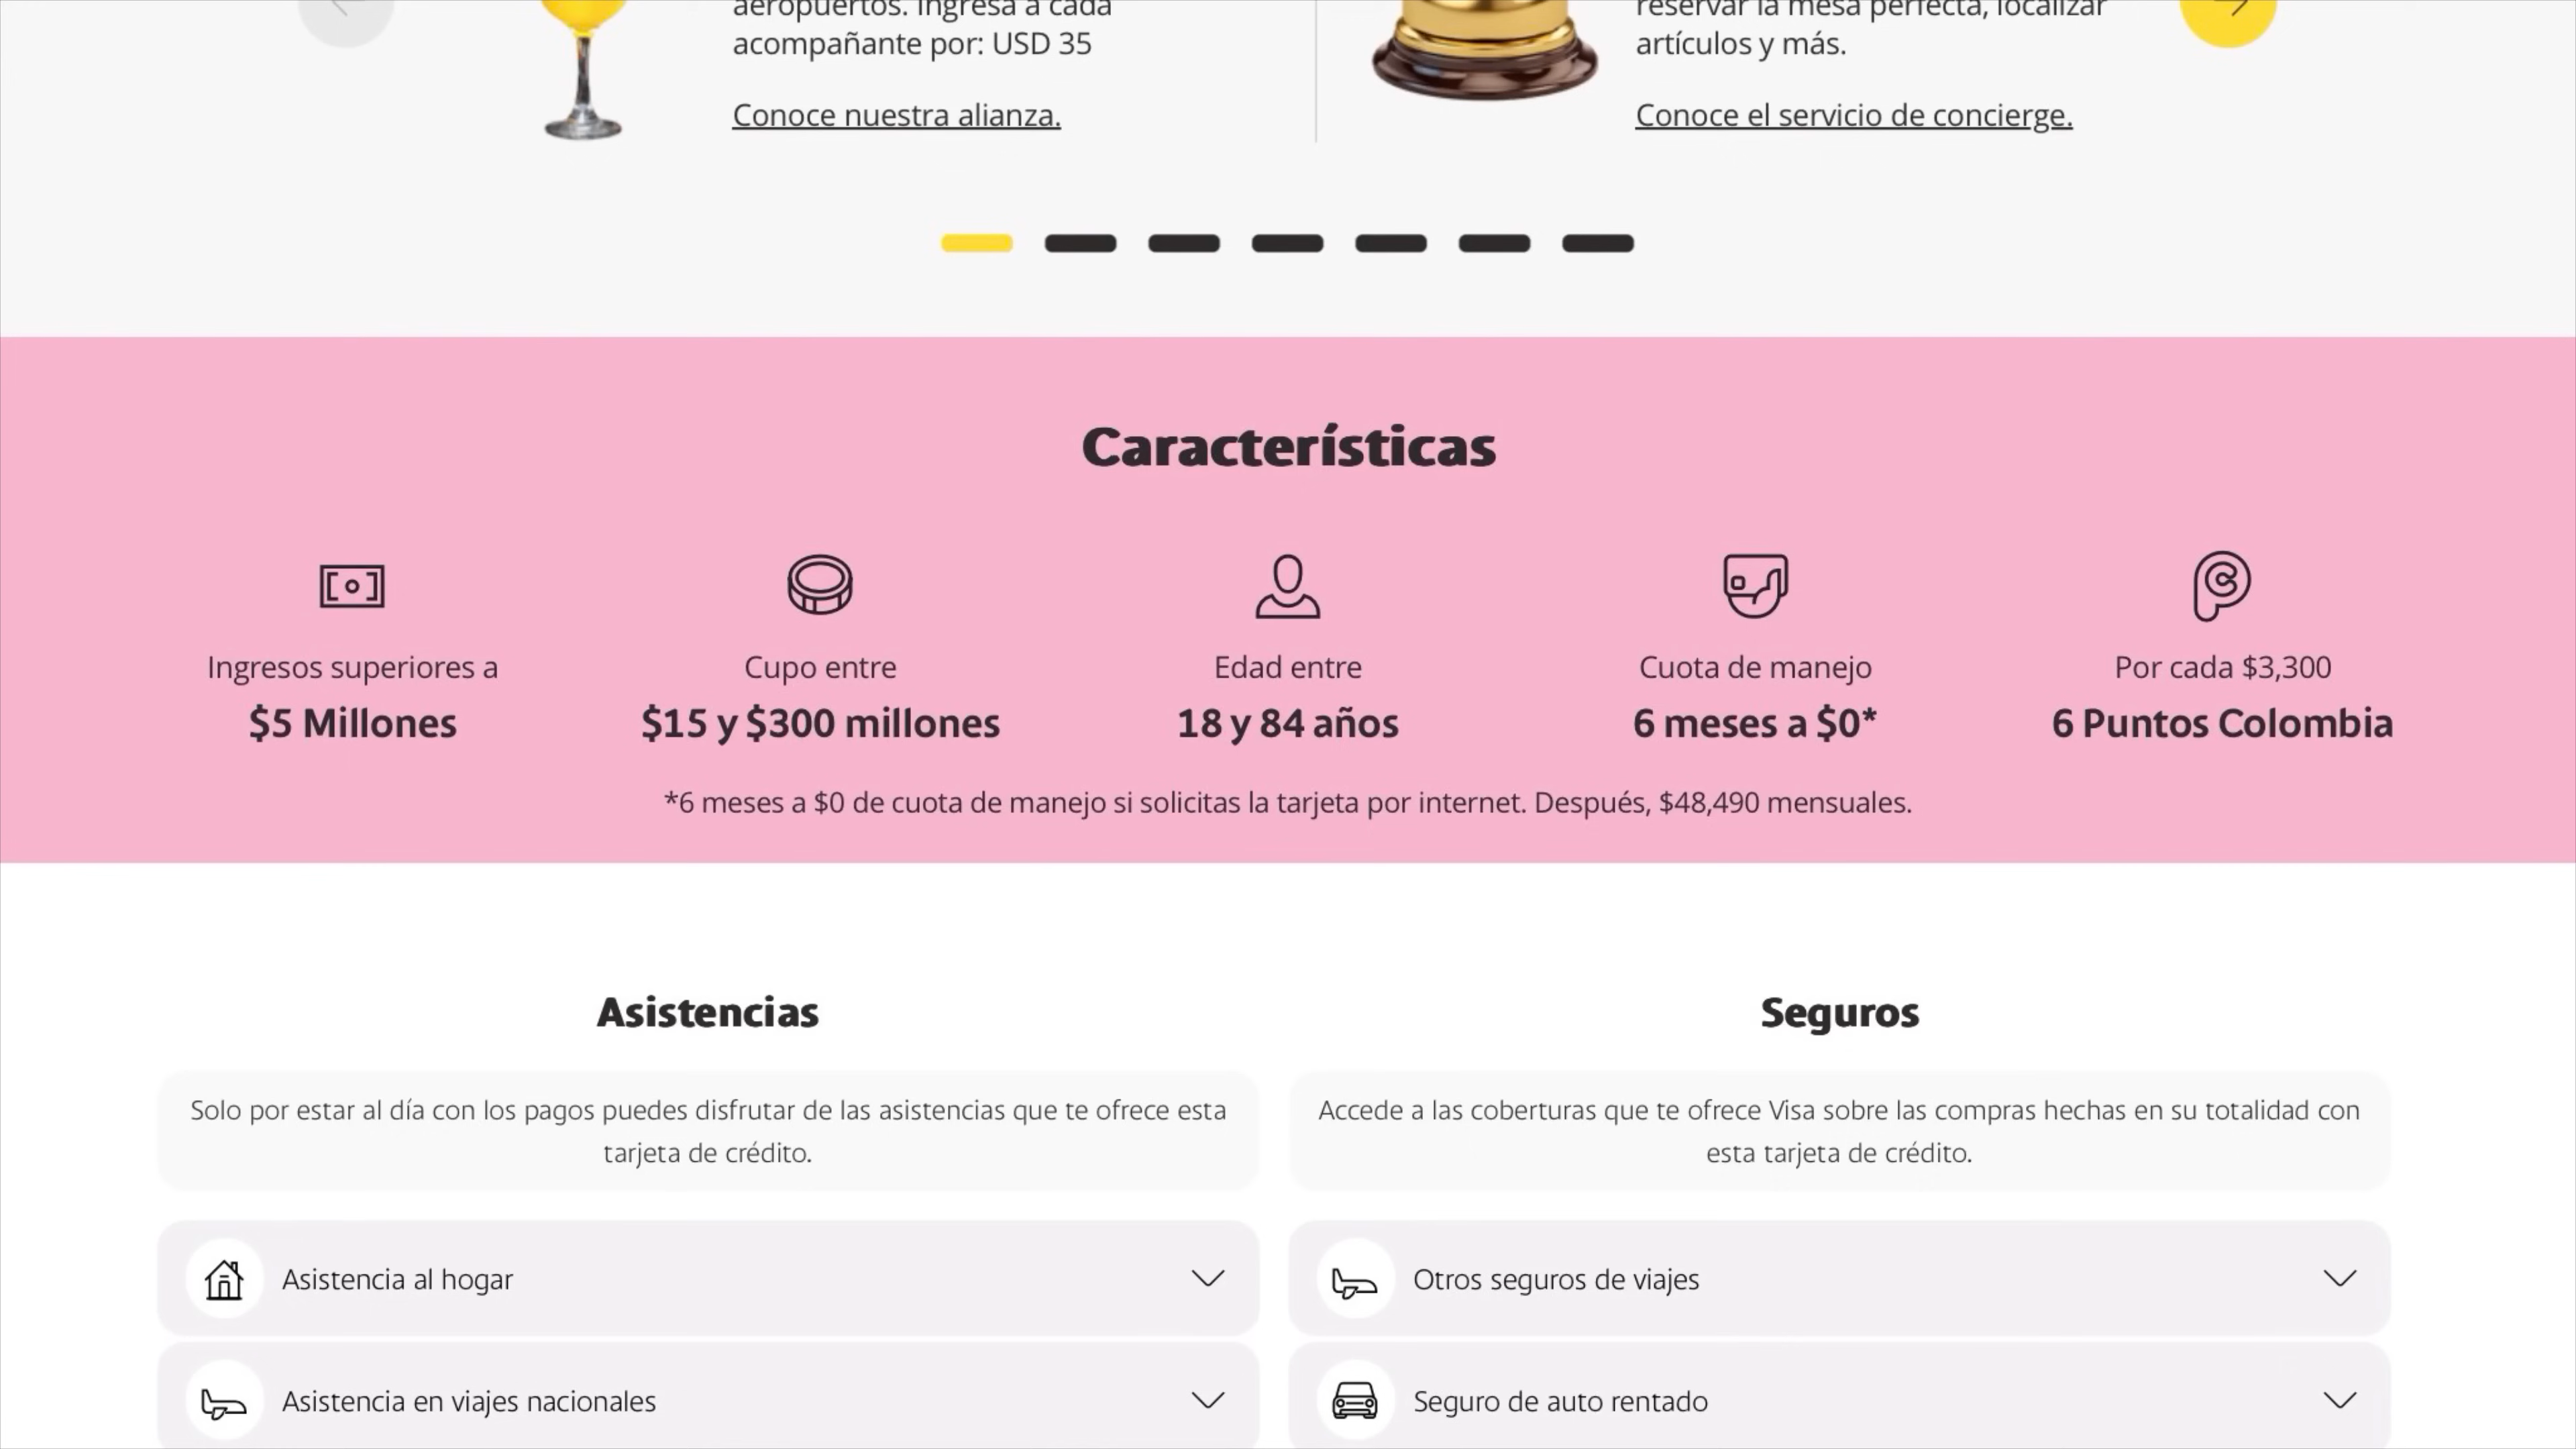 aeropuertos. Ingresa a cada
acompañante por: USD 35
Conoce nuestra alianza.
reservar la mesa perfecta, localizar
artículos y más.
Conoce el servicio de concierge.
Características
Ingresos superiores a
$5 Millones
Cupo entre
$15 y $300 millones
Edad entre
18 y 84 años
Cuota de manejo
6 meses a $0*
Por cada $3,300
6 Puntos Colombia
*6 meses a $0 de cuota de manejo si solicitas la tarjeta por internet. Después, $48,490 mensuales.
Asistencias
Solo por estar al día con los pagos puedes disfrutar de las asistencias que te ofrece esta
tarjeta de crédito.
Asistencia al hogar
Asistencia en viajes nacionales
Seguros
Accede a las coberturas que te ofrece Visa sobre las compras hechas en su totalidad con
esta tarjeta de crédito.
Otros seguros de viajes
Seguro de auto rentado